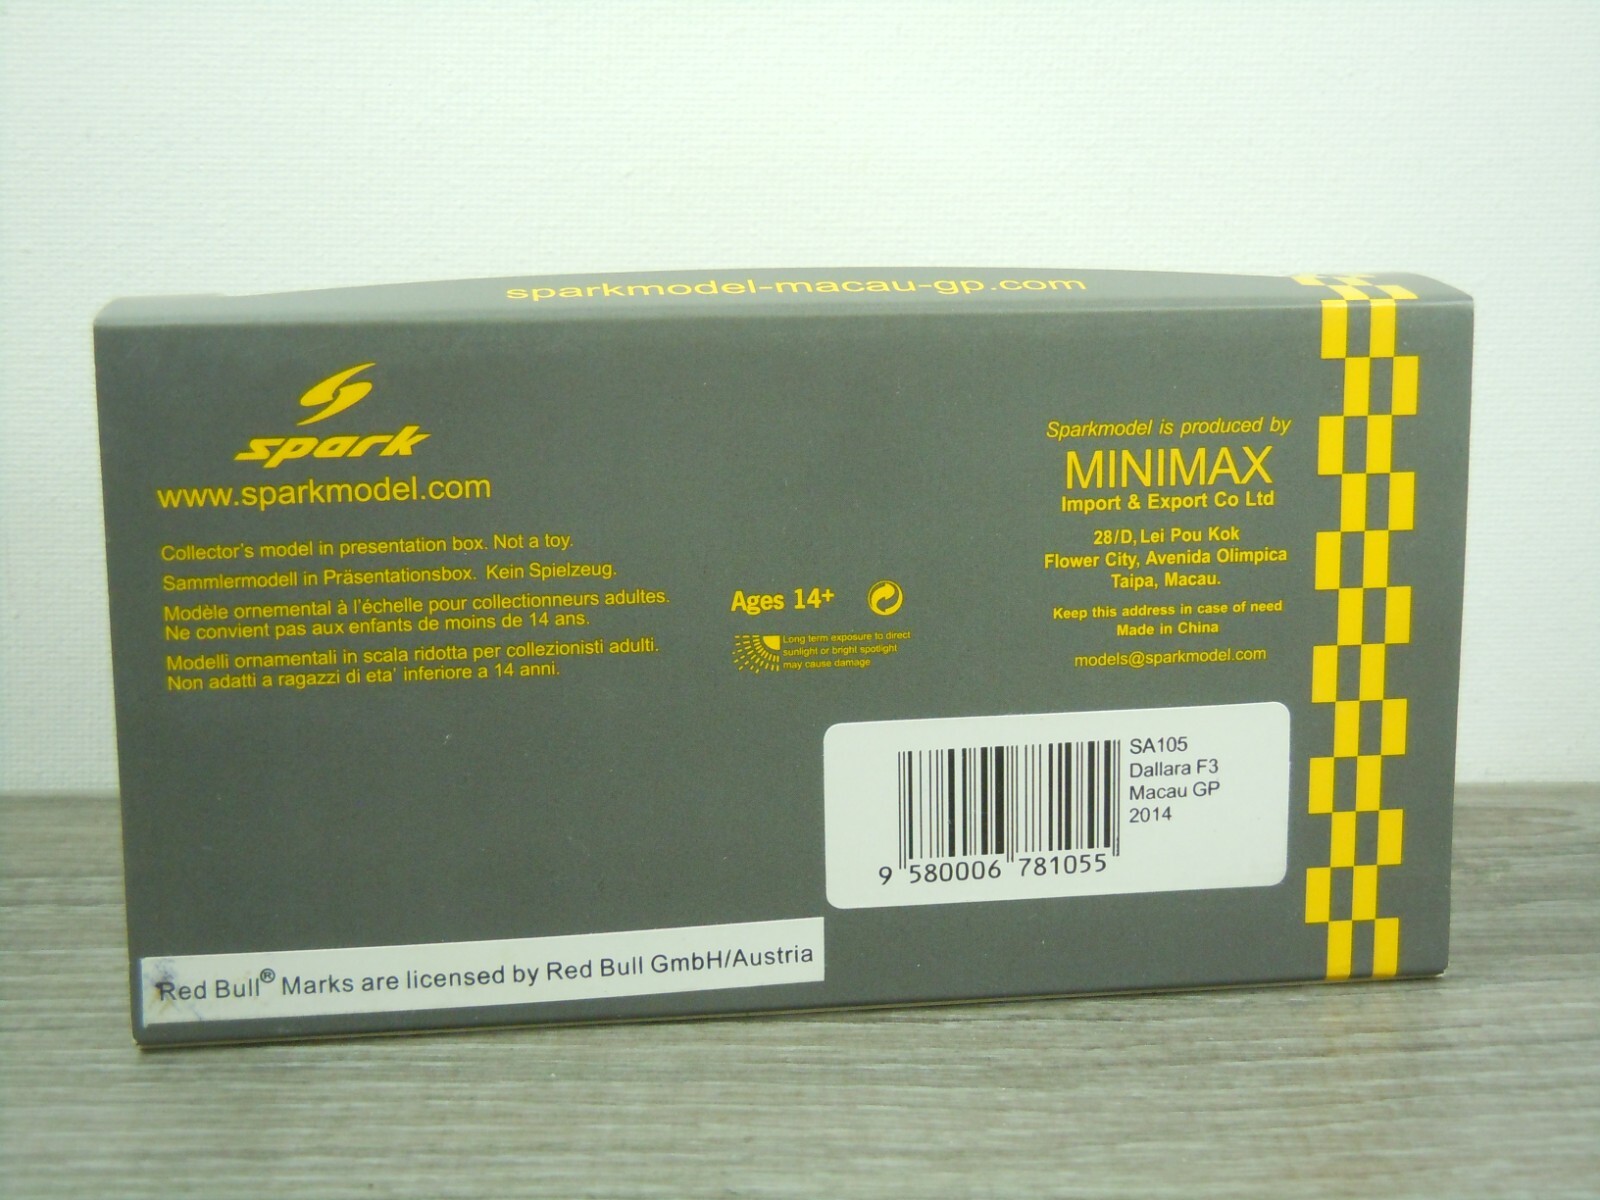 sparkmodel-macau-gp.com
spark
www.sparkmodel.com
Collector's model in presentation box. Not a toy.
Sammlermodell in Präsentationsbox. Kein Spielzeug.
Modèle ornemental à l'échelle pour collectionneurs adultes.
Ne convient pas aux enfants de moins de 14 ans.
Modelli ornamentali in scala ridotta per collezionisti adulti.
Non adatti a ragazzi di eta' inferiore a 14 anni.
Ages 14+
Long term exposure to direct
sunlight or bright spotlight
may cause damage
Sparkmodel is produced by
MINIMAX
Import & Export Co Ltd
28/D, Lei Pou Kok
Flower City, Avenida Olimpica
Taipa, Macau.
Keep this address in case of need
Made in China
models@sparkmodel.com
SA105
Dallara F3
Macau GP
2014
9 580006 781055
Red Bull® Marks are licensed by Red Bull GmbH/Austria